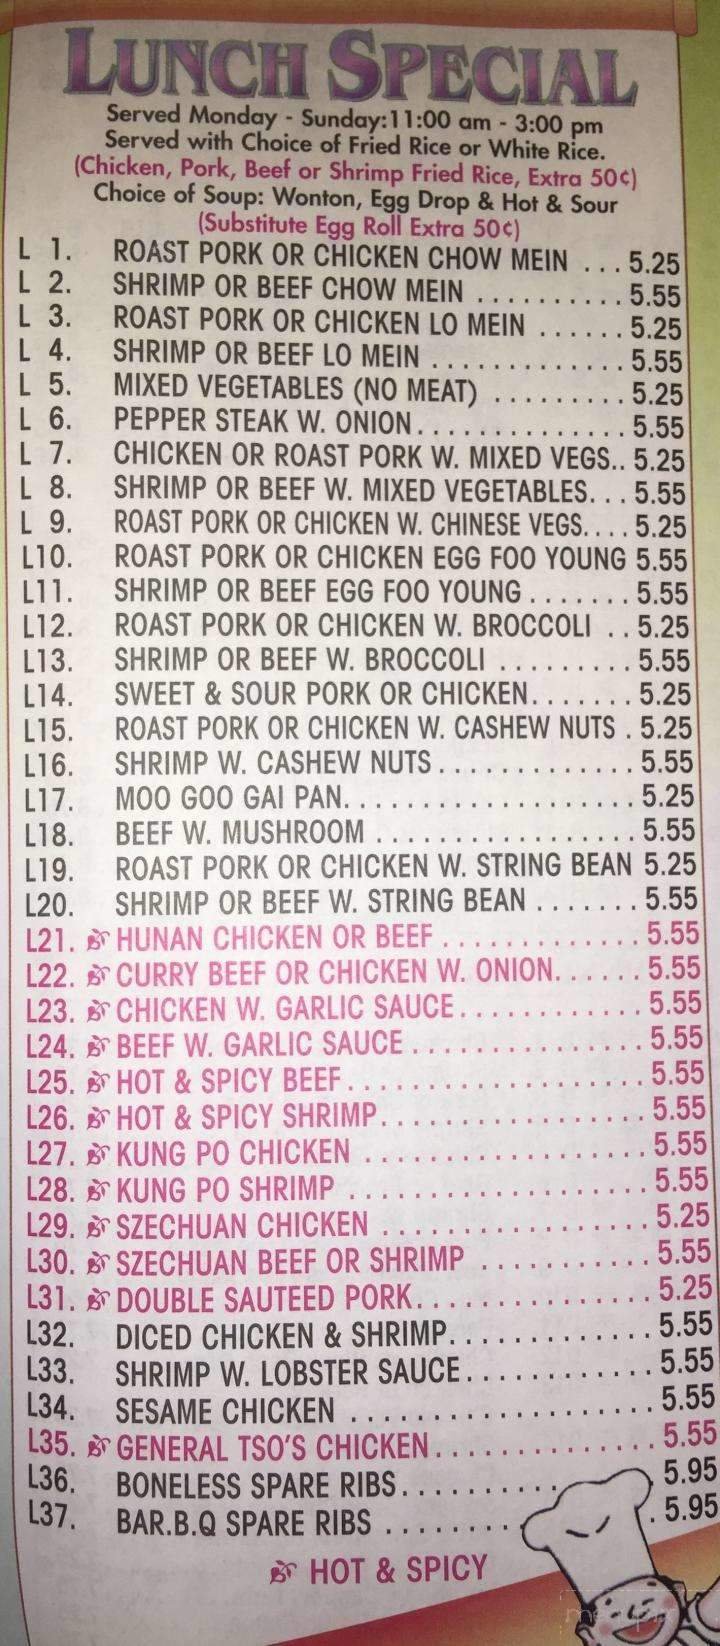 LUNCH SPECIAL
Served Monday - Sunday:11:00 am - 3:00 pm
Served with Choice of Fried Rice or White Rice.
(Chicken, Pork, Beef or Shrimp Fried Rice, Extra 50¢)
Choice of Soup: Wonton, Egg Drop & Hot & Sour
(Substitute Egg Roll Extra 50¢)
L 1. ROAST PORK OR CHICKEN CHOW MEIN ... 5.25
L 2. SHRIMP OR BEEF CHOW MEIN .......... 5.55
L 3. ROAST PORK OR CHICKEN LO MEIN ...... 5.25
L 4. SHRIMP OR BEEF LO MEIN ............. 5.55
L 5. MIXED VEGETABLES (NO MEAT) ......... 5.25
L 6. PEPPER STEAK W. ONION.............. 5.55
L 7. CHICKEN OR ROAST PORK W. MIXED VEGS.. 5.25
L 8. SHRIMP OR BEEF W. MIXED VEGETABLES... 5.55
L 9. ROAST PORK OR CHICKEN W. CHINESE VEGS.... 5.25
L10. ROAST PORK OR CHICKEN EGG FOO YOUNG 5.55
L11. SHRIMP OR BEEF EGG FOO YOUNG ....... 5.55
L12. ROAST PORK OR CHICKEN W. BROCCOLI .. 5.25
L13. SHRIMP OR BEEF W. BROCCOLI ......... 5.55
L14. SWEET & SOUR PORK OR CHICKEN....... 5.25
L15. ROAST PORK OR CHICKEN W. CASHEW NUTS . 5.25
L16. SHRIMP W. CASHEW NUTS ............. 5.55
L17. MOO GOO GAI PAN................... 5.25
L18. BEEF W. MUSHROOM ................. 5.55
L19. ROAST PORK OR CHICKEN W. STRING BEAN 5.25
L20. SHRIMP OR BEEF W. STRING BEAN ....... 5.55
L21. HUNAN CHICKEN OR BEEF ............. 5.55
L22. CURRY BEEF OR CHICKEN W. ONION...... 5.55
L23. CHICKEN W. GARLIC SAUCE............ 5.55
L24. BEEF W. GARLIC SAUCE ............... 5.55
L25. HOT & SPICY BEEF................... 5.55
L26. HOT & SPICY SHRIMP................. 5.55
L27. KUNG PO CHICKEN .................. 5.55
L28. KUNG PO SHRIMP ................... 5.55
L29. SZECHUAN CHICKEN ................. 5.25
L30. SZECHUAN BEEF OR SHRIMP ........... 5.55
L31. DOUBLE SAUTEED PORK............... 5.25
L32. DICED CHICKEN & SHRIMP............. 5.55
L33. SHRIMP W. LOBSTER SAUCE............ 5.55
L34. SESAME CHICKEN ................... 5.55
L35. GENERAL TSO'S CHICKEN.............. 5.55
L36. BONELESS SPARE RIBS........... 5.95
L37. BAR.B.Q SPARE RIBS ........ . 5.95
HOT & SPICY